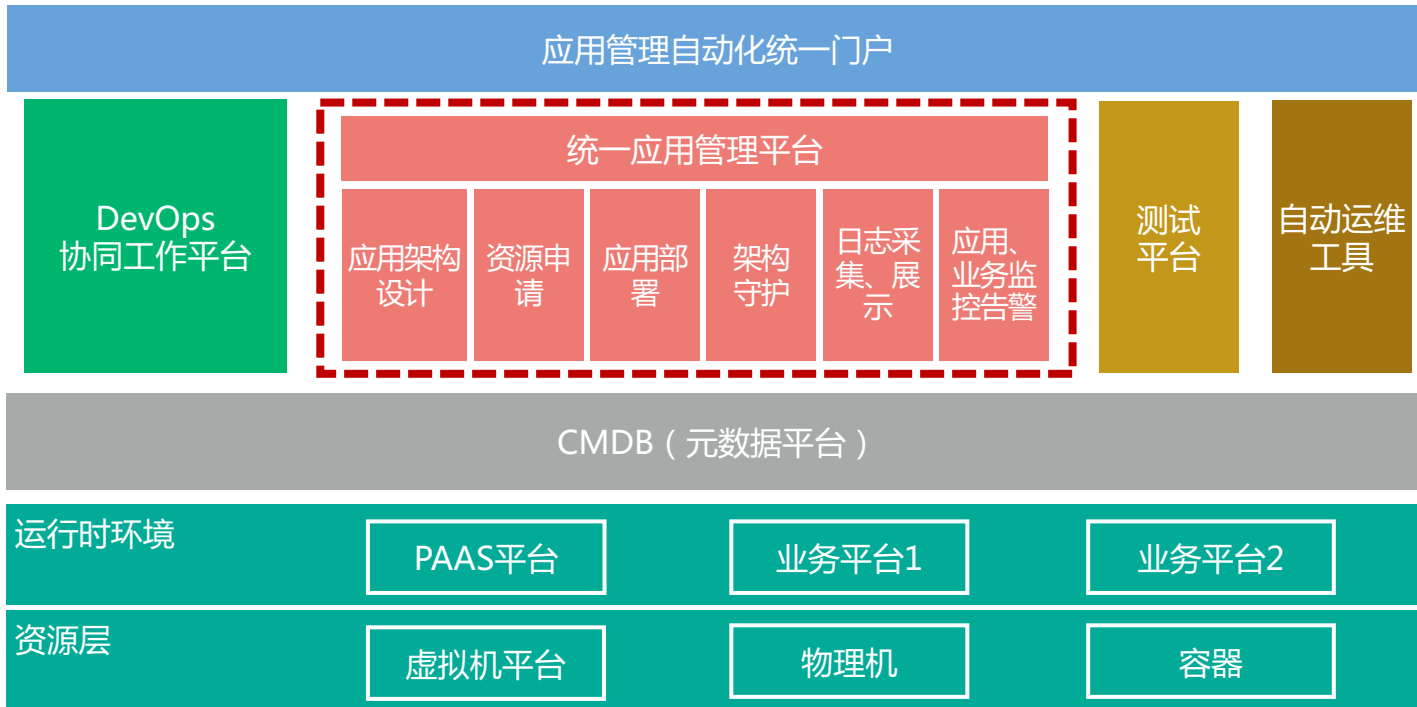 应用管理自动化统一门户
DevOps
协同工作平台
统一应用管理平台
应用架构
设计
资源申
请
应用部
署
架构
守护
日志采
集、展
示
应用、
业务监
控告警
测试
平台
自动运维
工具
CMDB（元数据平台）
运行时环境
PAAS平台
业务平台1
业务平台2
资源层
虚拟机平台
物理机
容器